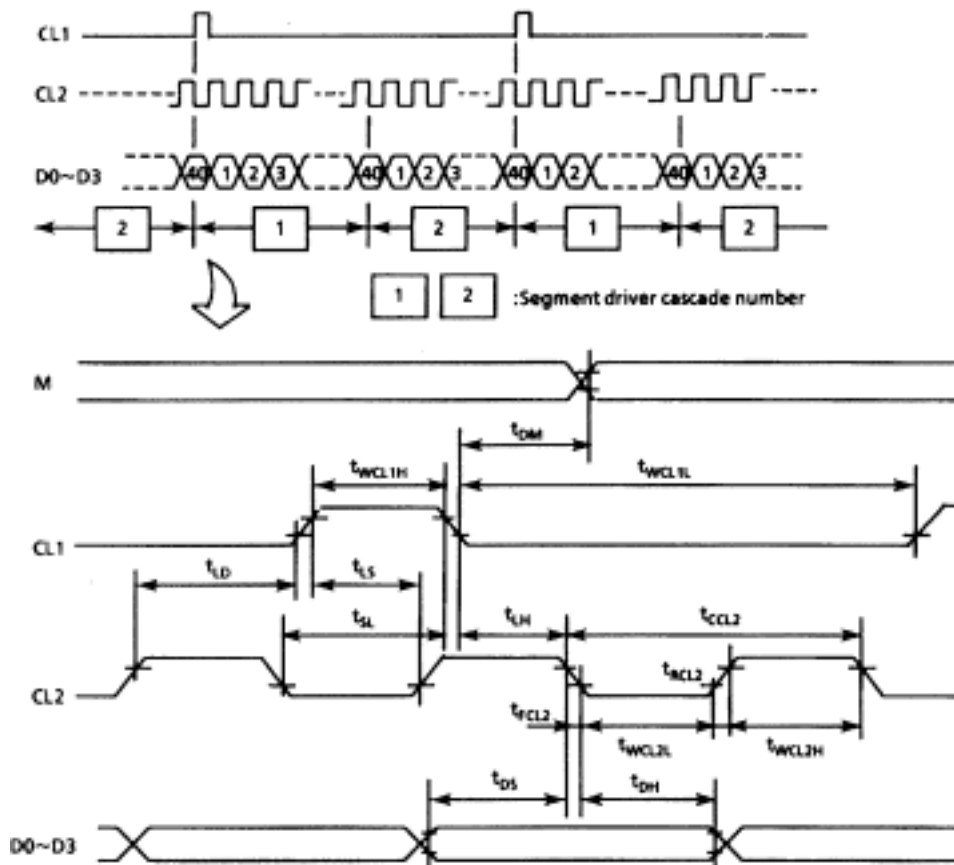 CL1
CL2
D0~D3 40 1 2 3 40 1 2 3 40 1 2 40 1 2 3
2 1 2 1 2
1 2 :Segment driver cascade number
M
tDM
tWCL1H tWCL1L
CL1
tLD tLS
tSL tLH tCCL2
tRCL2
CL2
tFCL2
tWCL2L tWCL2H
tDS tDH
D0~D3